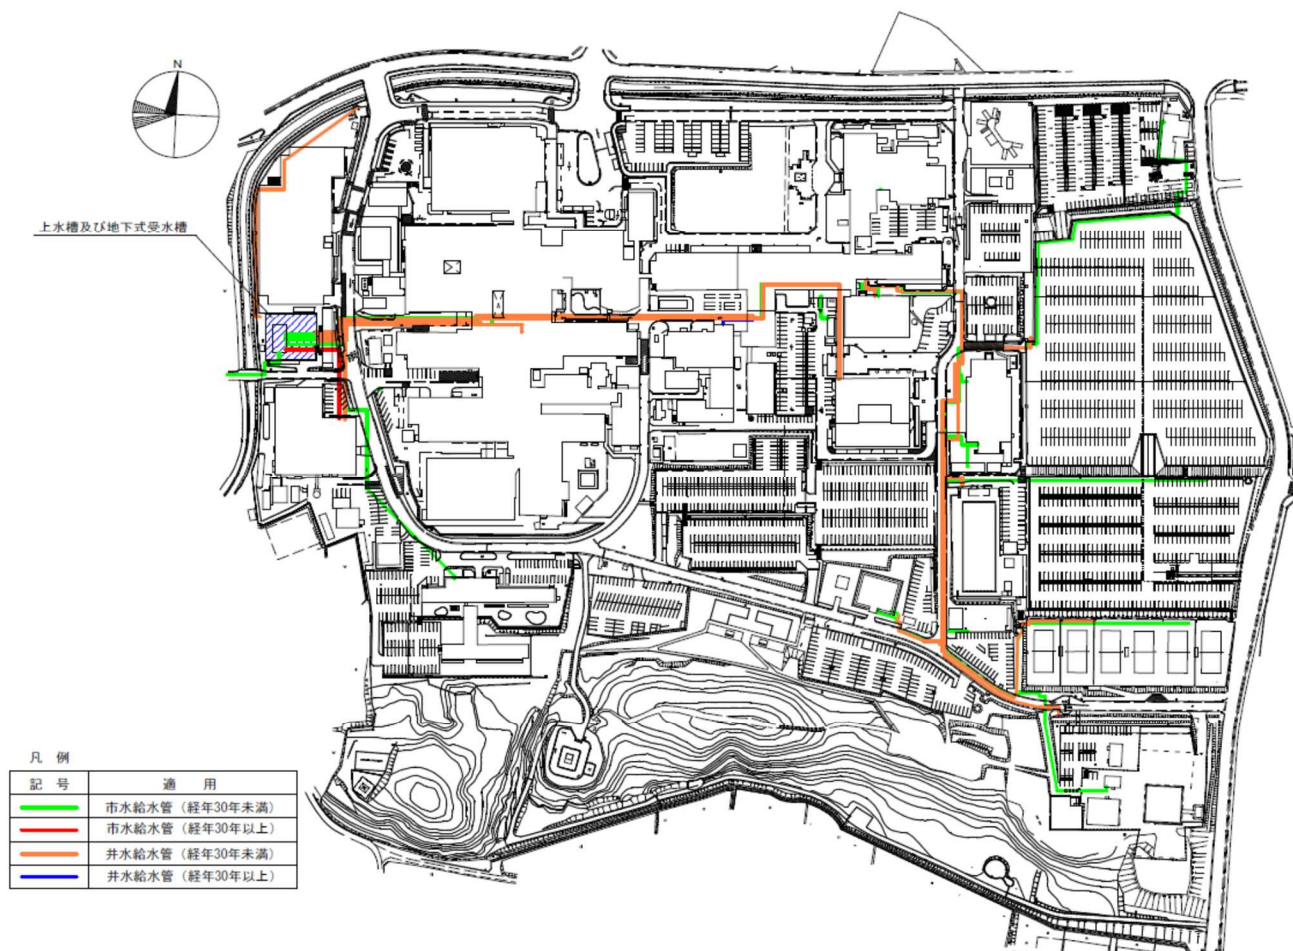 N
上水槽及び地下式受水槽
凡 例
記 号
適 用
市水給水管（経年30年未満）
市水給水管（経年30年以上）
井水給水管（経年30年未満）
井水給水管（経年30年以上）